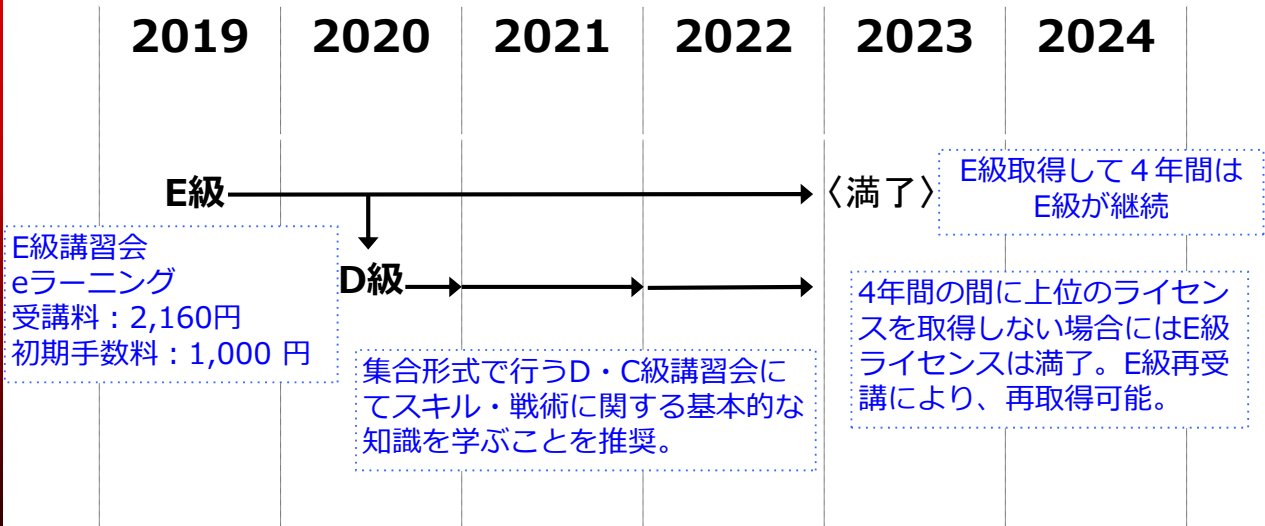 2019 2020 2021 2022 2023 2024
E級
〈満了〉
E級取得して４年間は
E級が継続
E級講習会
eラーニング
受講料：2,160円
初期手数料：1,000 円
D級
4年間の間に上位のライセン
スを取得しない場合にはE級
ライセンスは満了。E級再受
講により、再取得可能。
集合形式で行うD・C級講習会に
てスキル・戦術に関する基本的な
知識を学ぶことを推奨。